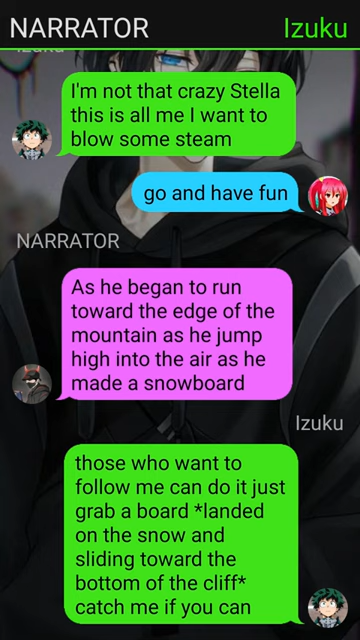 NARRATOR Izuku
Izuku
I'm not that crazy Stella
this is all me I want to
blow some steam
go and have fun
NARRATOR
As he began to run
toward the edge of the
mountain as he jump
high into the air as he
made a snowboard
Izuku
those who want to
follow me can do it just
grab a board *landed
on the snow and
sliding toward the
bottom of the cliff*
catch me if you can